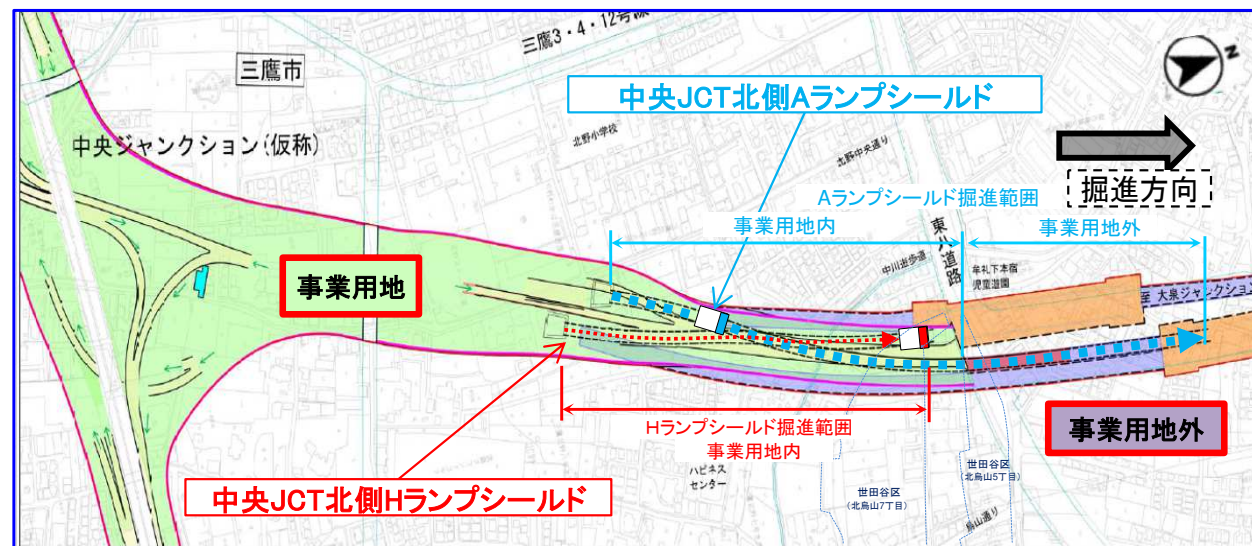 三鷹3・4・12号線
三鷹市
Z
中央JCT北側Aランプシールド
中央ジャンクション(仮称)
北野小学校
北野中央通り
掘進方向
Aランプシールド掘進範囲
事業用地内
事業用地外
東八道路
中川遊歩道
牟礼下本宿
児童遊園
事業用地
至 大泉ジャンクション
Hランプシールド掘進範囲
事業用地内
事業用地外
ハピネス
センター
世田谷区
(北烏山5丁目)
世田谷区
(北烏山7丁目)
烏山通り
中央JCT北側Hランプシールド